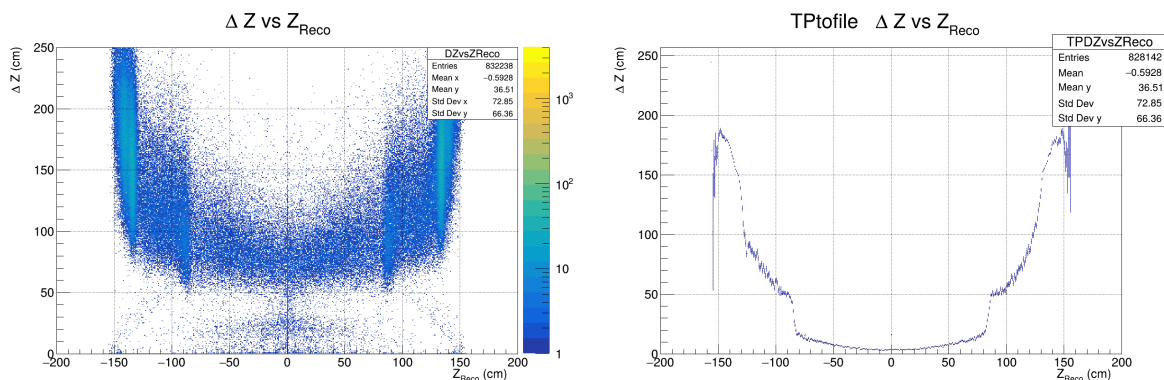 Δ Z vs Z_Reco
Δ Z (cm)
DZvsZReco
Entries 832238
Mean x −0.5928
Mean y 36.51
Std Dev x 72.85
Std Dev y 66.36
250
200
150
100
50
0
−200 −150 −100 −50 0 50 100 150 200
Z_Reco (cm)
10^3
10^2
10
1
TPtofile Δ Z vs Z_Reco
Δ Z (cm)
TPDZvsZReco
Entries 828142
Mean −0.5928
Mean y 36.51
Std Dev 72.85
Std Dev y 66.36
250
200
150
100
50
0
−200 −150 −100 −50 0 50 100 150 200
Z_Reco (cm)